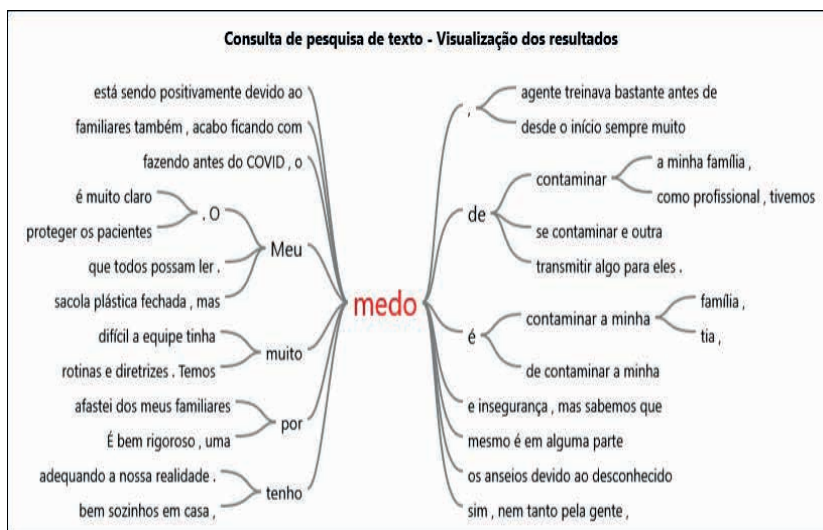 Consulta de pesquisa de texto - Visualização dos resultados
está sendo positivamente devido ao
familiares também , acabo ficando com
fazendo antes do COVID , o
é muito claro
proteger os pacientes
. O
que todos possam ler .
sacola plástica fechada , mas
Meu
difícil a equipe tinha
rotinas e diretrizes . Temos
muito
afastei dos meus familiares
É bem rigoroso , uma
por
adequando a nossa realidade .
bem sozinhos em casa ,
tenho
medo
,
agente treinava bastante antes de
desde o início sempre muito
de
contaminar
a minha família ,
como profissional , tivemos
se contaminar e outra
transmitir algo para eles .
é
contaminar a minha
família ,
tia ,
de contaminar a minha
e insegurança , mas sabemos que
mesmo é em alguma parte
os anseios devido ao desconhecido
sim , nem tanto pela gente ,